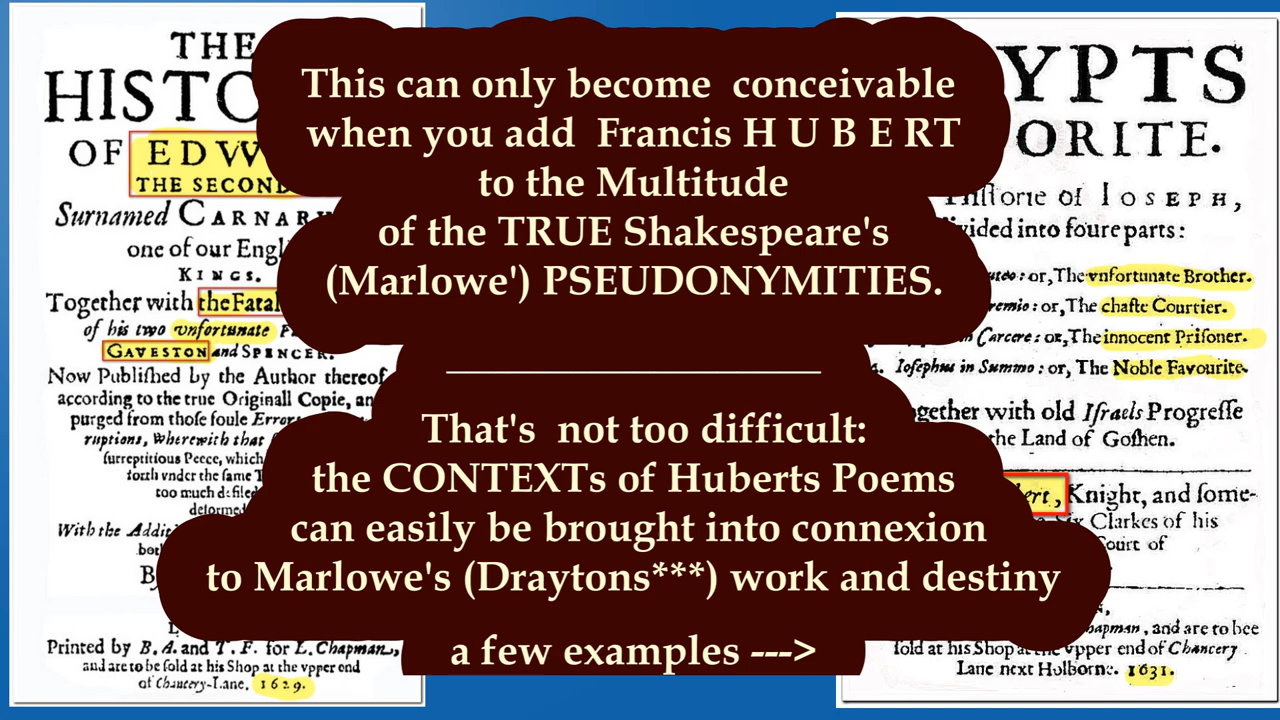 THE
HISTO
OF EDW
THE SECOND
Surnamed CARNARV
one of our Engl
KINGS.
Together with the Fatal
of his two vnfortunate F
GAVESTON and SPENCER.
Now Published by the Author thereof
according to the true Originall Copie, an
purged from those foule Error
ruptions, Wherewith that
surreptitious Peece, which
forth vnder the same T
too much defiled
deformed
With the Addit
bot
B
L
Printed by B. A. and T. F. for L. Chapman,
and are to be sold at his Shop at the vpper end
of Chancery-Lane. 1629.
This can only become conceivable
when you add Francis H U B E RT
to the Multitude
of the TRUE Shakespeare's
(Marlowe') PSEUDONYMITIES.
That's not too difficult:
the CONTEXTs of Huberts Poems
can easily be brought into connexion
to Marlowe's (Draytons***) work and destiny
a few examples --->
YPTS
ORITE.
Historie of IOSEPH,
ivided into foure parts:
uteo: or, The vnfortunate Brother.
remio: or, The chaste Courtier.
n Carcere: or, The innocent Prisoner.
Iosephus in Summo: or, The Noble Favourite.
ogether with old Israels Progresse
the Land of Goshen.
bert, Knight, and some-
Six Clarkes of his
Court of
N,
hapman, and are to bee
sold at his Shop at the vpper end of Chancery
Lane next Holborne. 1631.